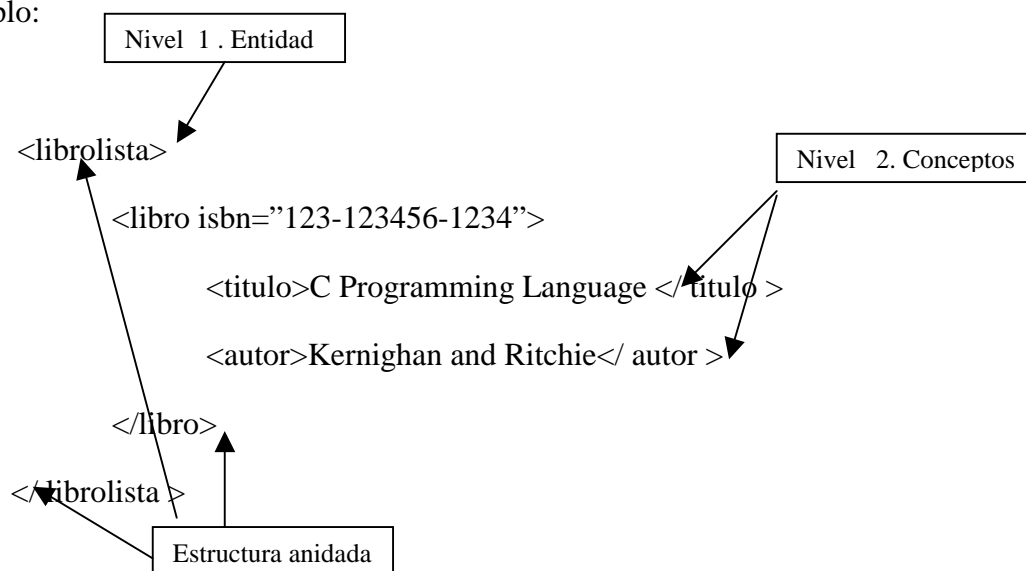 plo:
Nivel 1 . Entidad
<librolista>
Nivel 2. Conceptos
<libro isbn=”123-123456-1234”>
<titulo>C Programming Language </ titulo >
<autor>Kernighan and Ritchie</ autor >
</libro>
</ librolista >
Estructura anidada